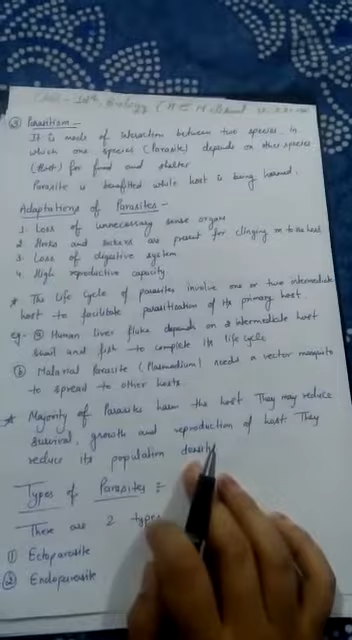 Class - 12th, Biology
③ Parasitism -
It is mode of interaction between two species in
which one species (Parasite) depends on other species
(Host) for food and shelter
Parasite is benefitted while host is being harmed.
Adaptations of Parasites -
1. Loss of unnecessary sense organs
2. Hooks and suckers are present for clinging on to the host
3. Loss of digestive system
4. High reproductive capacity.
* The life cycle of parasites involve one or two intermediate
host to facilitate parasitisation of its primary host.
eg - ⓐ Human liver fluke depends on 2 intermediate host
snail and fish to complete its life cycle
ⓑ Malarial Parasite (Plasmodium) needs a vector mosquito
to spread to other hosts.
* Majority of Parasites harm the host. They may reduce
survival, growth and reproduction of host. They
reduce its population density
Types of Parasites :-
There are 2 types
① Ectoparasite
② Endoparasite